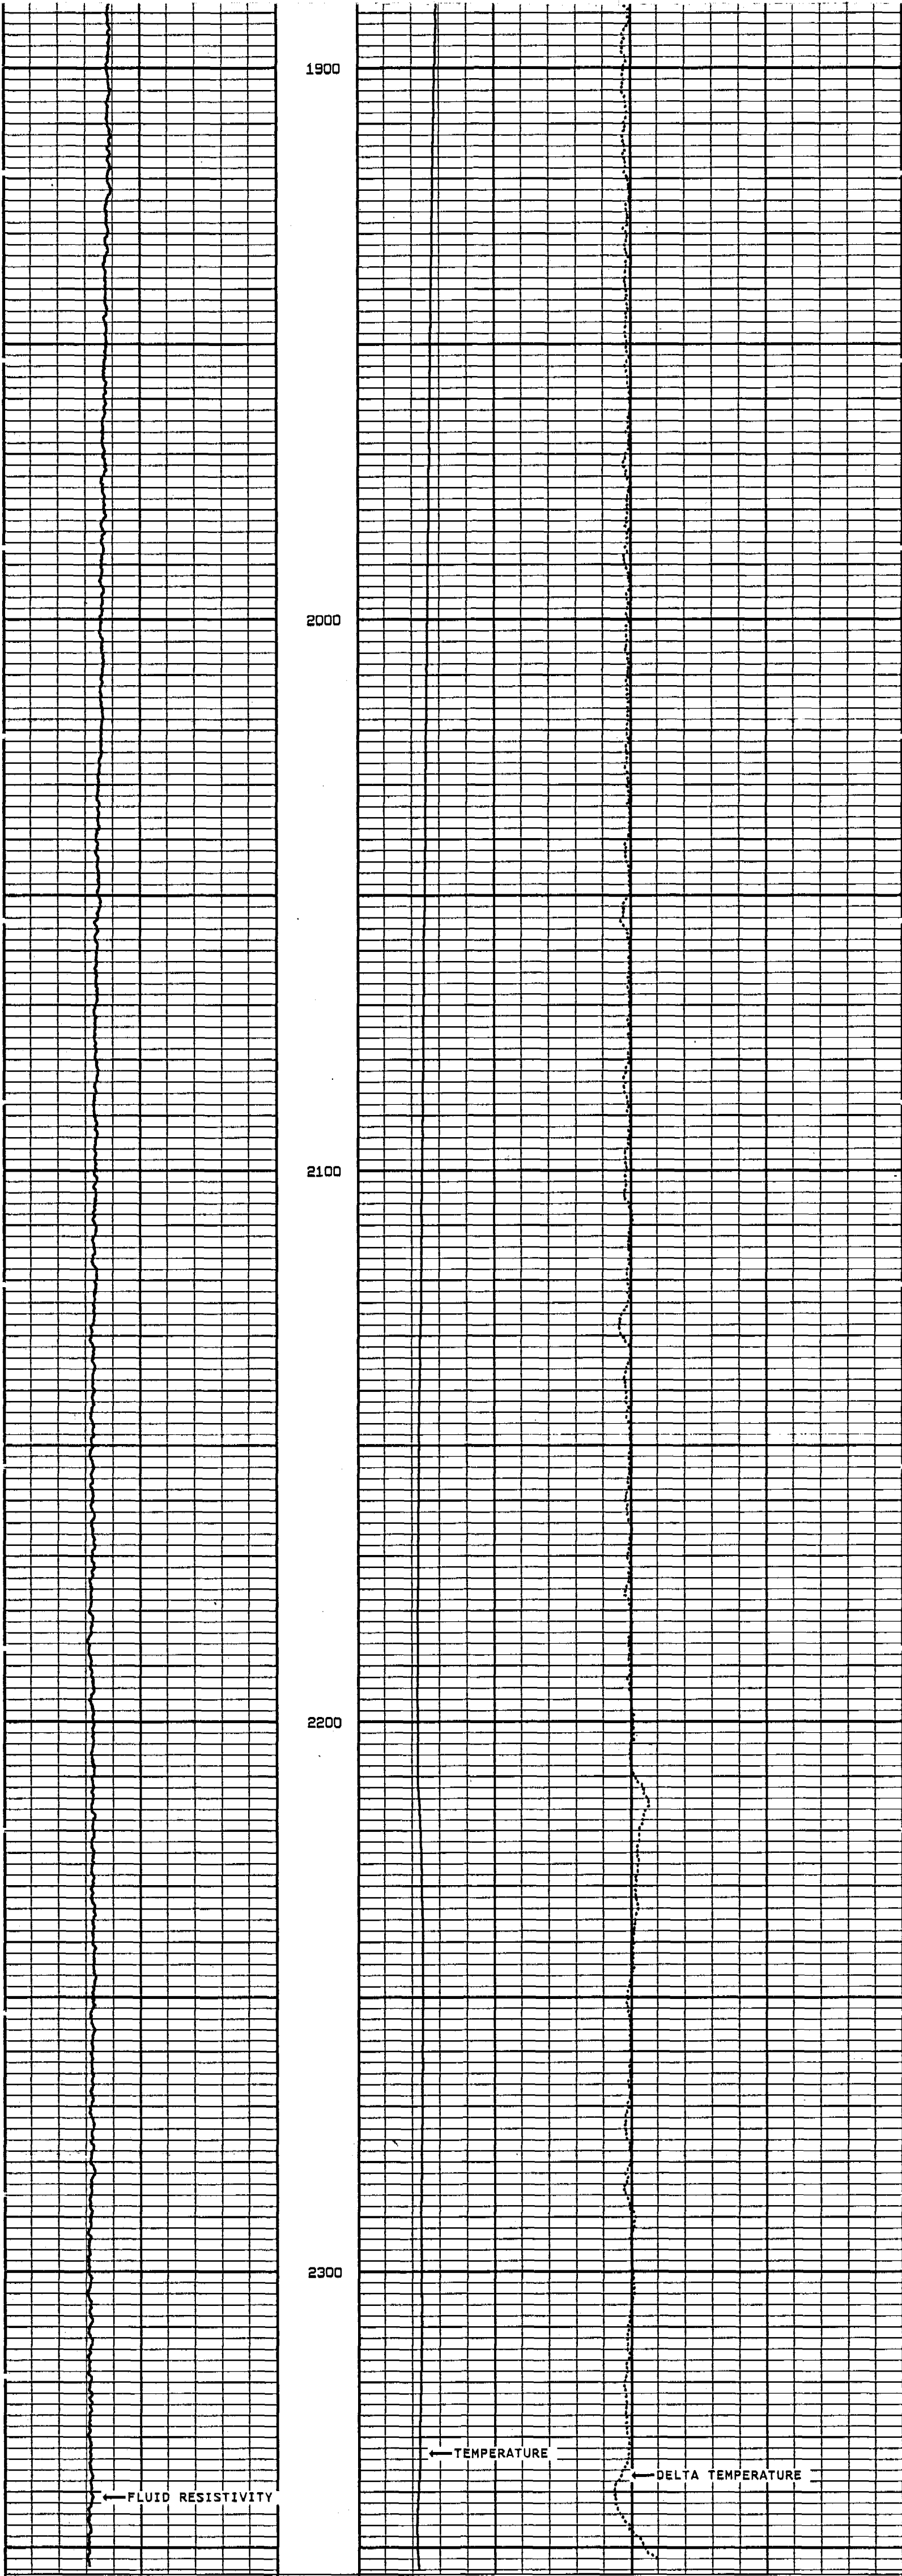 1900
2000
2100
2200
2300
←TEMPERATURE
←DELTA TEMPERATURE
←FLUID RESISTIVITY